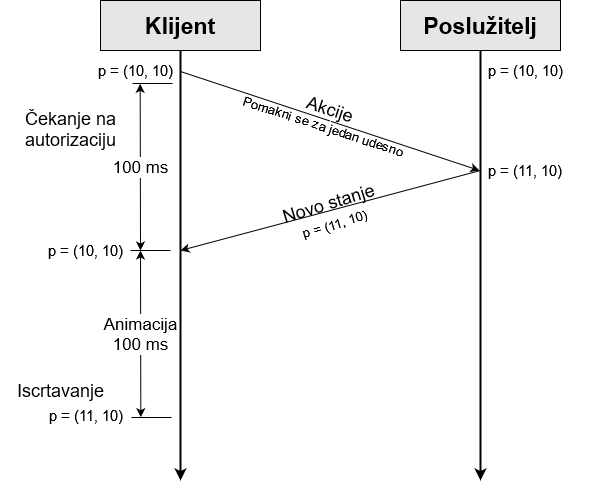 Klijent
Poslužitelj
p = (10, 10)
p = (10, 10)
Akcije
Pomakni se za jedan udesno
Čekanje na
autorizaciju
100 ms
p = (11, 10)
Novo stanje
p = (11, 10)
p = (10, 10)
Animacija
100 ms
Iscrtavanje
p = (11, 10)